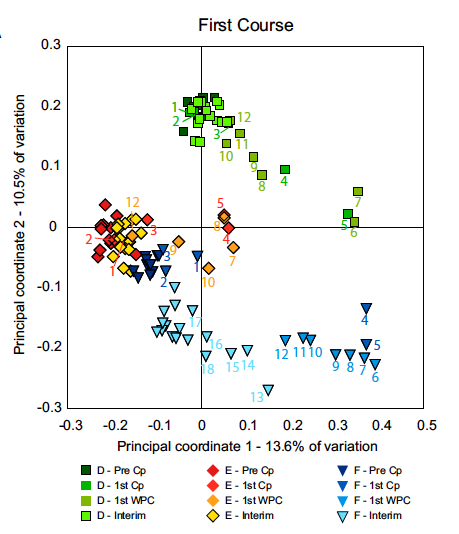 First Course
0.3
0.2
0.1
0
-0.1
-0.2
-0.3
-0.3 -0.2 -0.1 0 0.1 0.2 0.3 0.4 0.5
Principal coordinate 2 - 10.5% of variation
Principal coordinate 1 - 13.6% of variation
1
2
3
12
11
10
9
8
4
7
5
6
12
3
2
1
5
8
4
7
9
10
3
2
1
17
16
18
15
14
13
12
11
10
9
8
7
6
5
4
D - Pre Cp
E - Pre Cp
F - Pre Cp
D - 1st Cp
E - 1st Cp
F - 1st Cp
D - 1st WPC
E - 1st WPC
F - 1st WPC
D - Interim
E - Interim
F - Interim